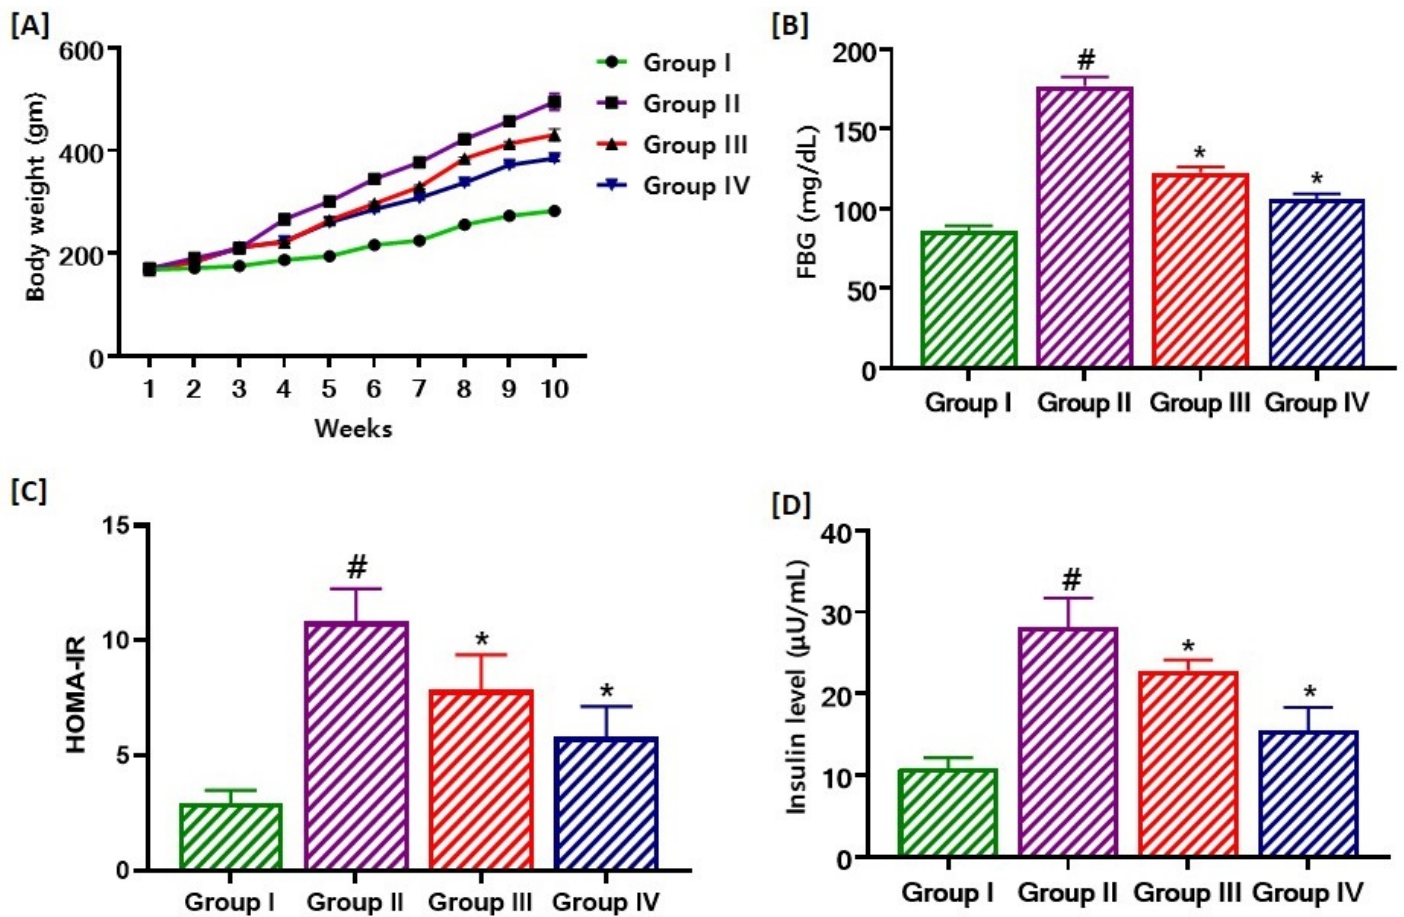 [A]
600
400
200
0
Body weight (gm)
1 2 3 4 5 6 7 8 9 10
Weeks
Group I
Group II
Group III
Group IV
[B]
200
150
100
50
0
FBG (mg/dL)
#
*
*
Group I Group II Group III Group IV
[C]
15
10
5
0
HOMA-IR
#
*
*
Group I Group II Group III Group IV
[D]
40
30
20
10
0
Insulin level (µU/mL)
#
*
*
Group I Group II Group III Group IV